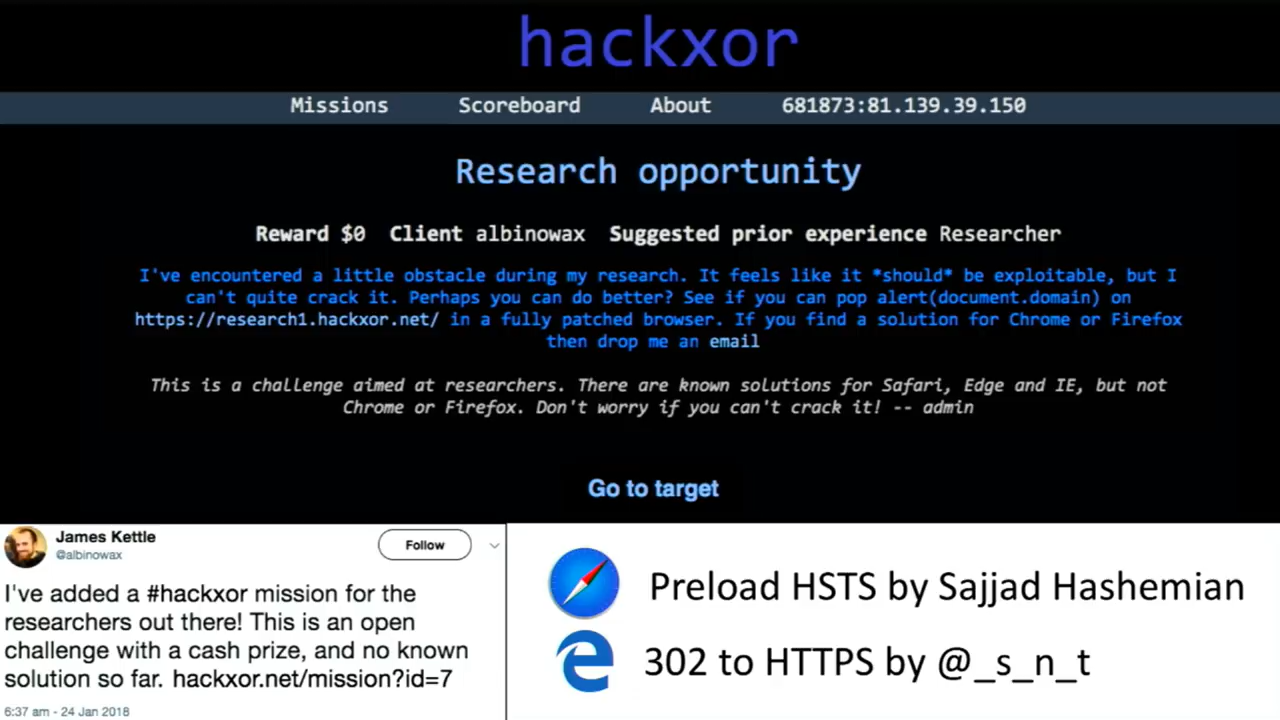 hackxor
Missions Scoreboard About 681873:81.139.39.150
Research opportunity
Reward $0 Client albinowax Suggested prior experience Researcher
I've encountered a little obstacle during my research. It feels like it *should* be exploitable, but I
can't quite crack it. Perhaps you can do better? See if you can pop alert(document.domain) on
https://research1.hackxor.net/ in a fully patched browser. If you find a solution for Chrome or Firefox
then drop me an email
This is a challenge aimed at researchers. There are known solutions for Safari, Edge and IE, but not
Chrome or Firefox. Don't worry if you can't crack it! -- admin
Go to target
James Kettle
@albinowax
Follow
I've added a #hackxor mission for the
researchers out there! This is an open
challenge with a cash prize, and no known
solution so far. hackxor.net/mission?id=7
6:37 am - 24 Jan 2018
Preload HSTS by Sajjad Hashemian
302 to HTTPS by @_s_n_t